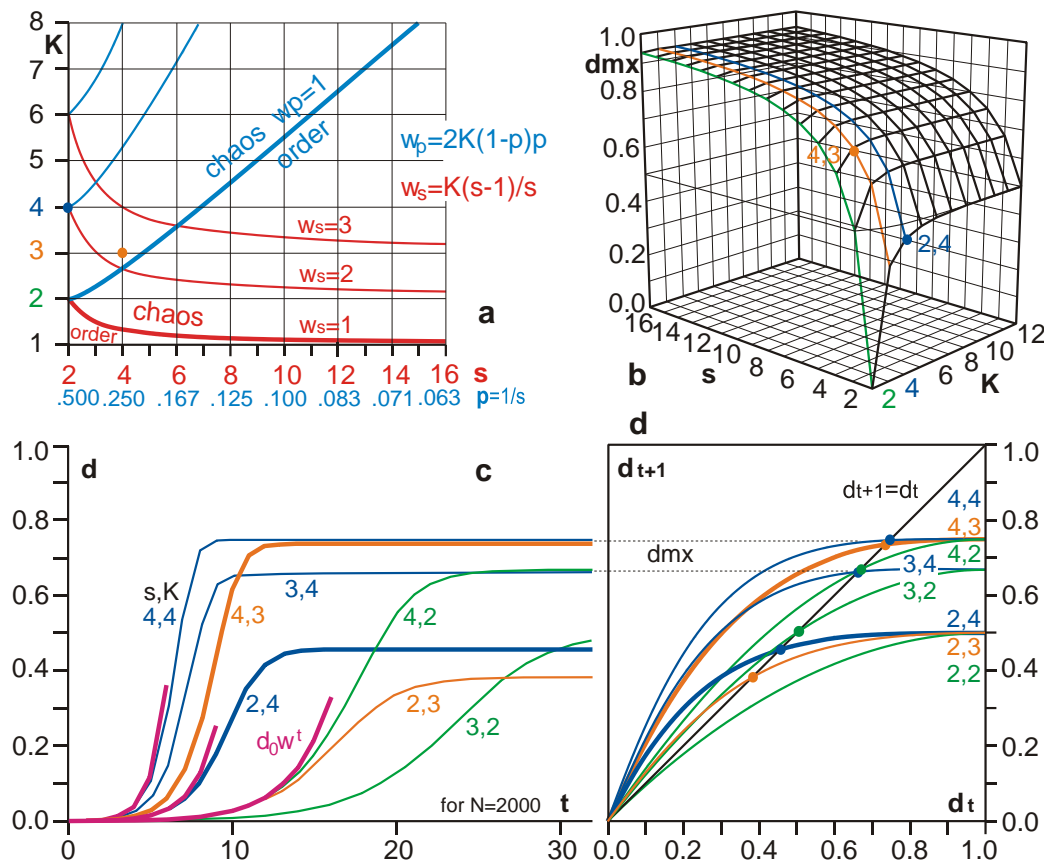 8
K
7
6
5
4
3
2
1
chaos wp=1
order
wp=2K(1-p)p
ws=K(s-1)/s
ws=3
ws=2
ws=1
chaos
order
a
2 4 6 8 10 12 14 16 s
.500 .250 .167 .125 .100 .083 .071 .063 p=1/s
1.0
dmx
0.8
0.6
0.4
0.2
0.0
4,3
2,4
16 14 12 10 8 6 4 2
s
2 4 6 8 10 12
K
b
1.0
d
c
0.8
0.6
0.4
0.2
0.0
s,K
4,4
4,3
3,4
4,2
2,4
2,3
3,2
d0wt
for N=2000
t
0 10 20 30
d
dt+1
dt+1=dt
dmx
4,4
4,3
4,2
3,4
3,2
2,4
2,3
2,2
1.0
0.8
0.6
0.4
0.2
0.0
dt
0.0 0.2 0.4 0.6 0.8 1.0